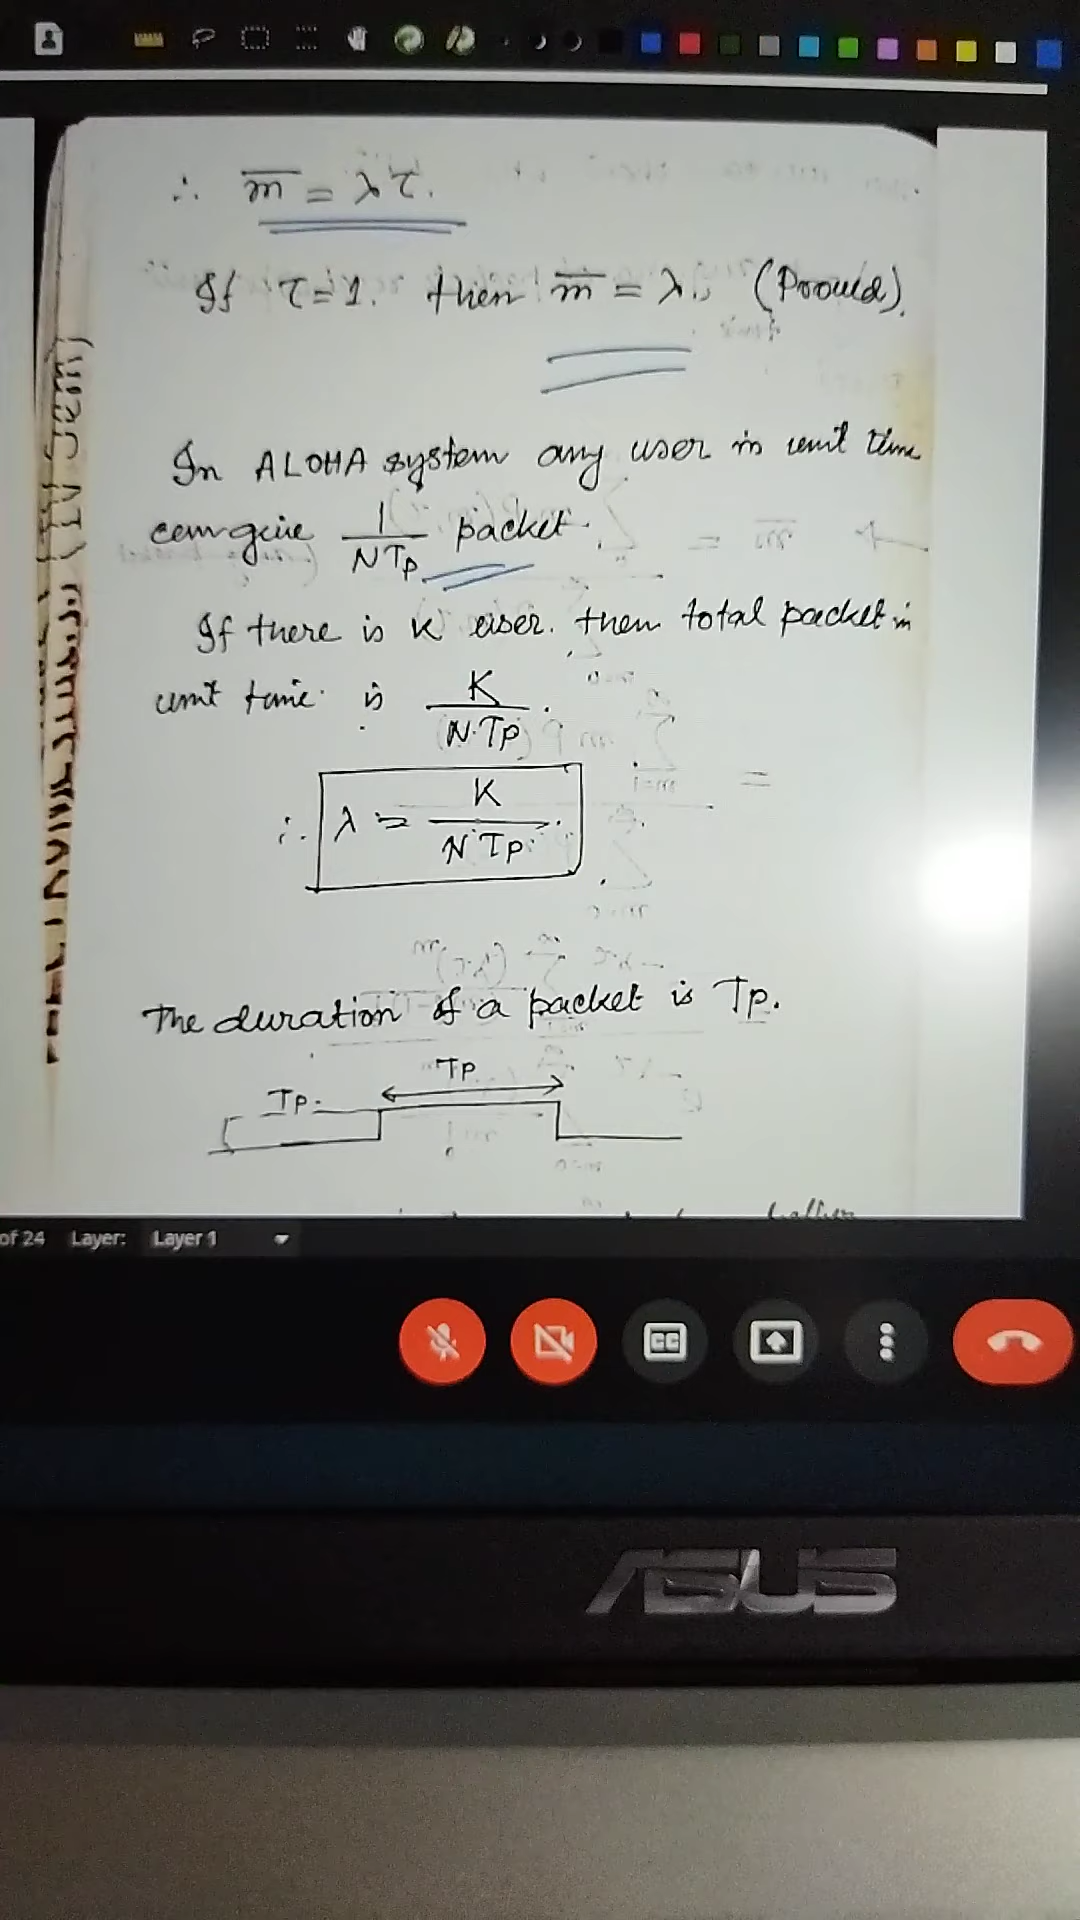 ∴ m̅ = λτ.
If τ=1. then m̅ = λ. (Proved).
In ALOHA system any user in unit time
can give 1/NTp packet.
If there is K user. then total packet in
unit time is K/N.Tp.
∴ λ = K/NTp.
The duration of a packet is Tp.
Tp
Tp.
of 24 Layer: Layer 1
CC
ASUS